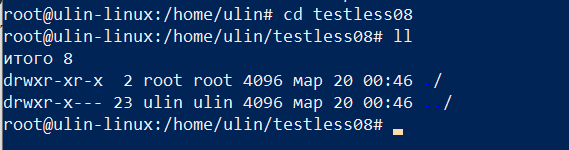 root@ulin-linux:/home/ulin# cd testless08
root@ulin-linux:/home/ulin/testless08# ll
итого 8
drwxr-xr-x  2 root root 4096 мар 20 00:46 ./
drwxr-x--- 23 ulin ulin 4096 мар 20 00:46 ../
root@ulin-linux:/home/ulin/testless08#